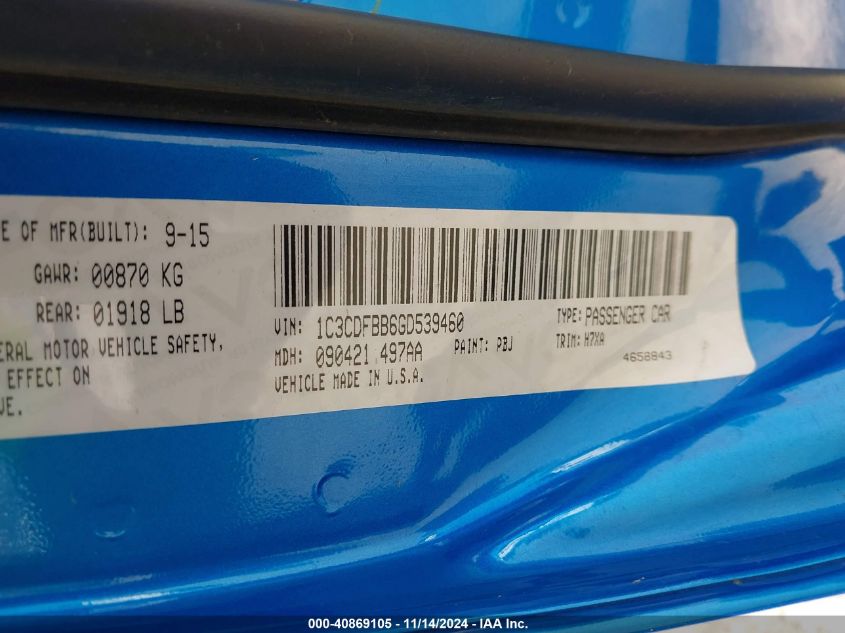 E OF MFR(BUILT): 9-15
GAWR: 00870 KG
REAR: 01918 LB
ERAL MOTOR VEHICLE SAFETY,
EFFECT ON
VE.
VIN: 1C3CDFBB6GD539460
TYPE: PASSENGER CAR
MDH: 090421 497AA
PAINT: PBJ
TRIM: H7XA
VEHICLE MADE IN U.S.A.
4658843
000-40869105 - 11/14/2024 - IAA Inc.